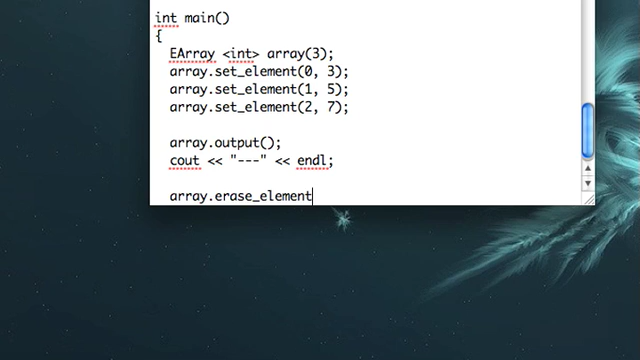 int main()
{
EArray <int> array(3);
array.set_element(0, 3);
array.set_element(1, 5);
array.set_element(2, 7);
array.output();
cout << "---" << endl;
array.erase_element